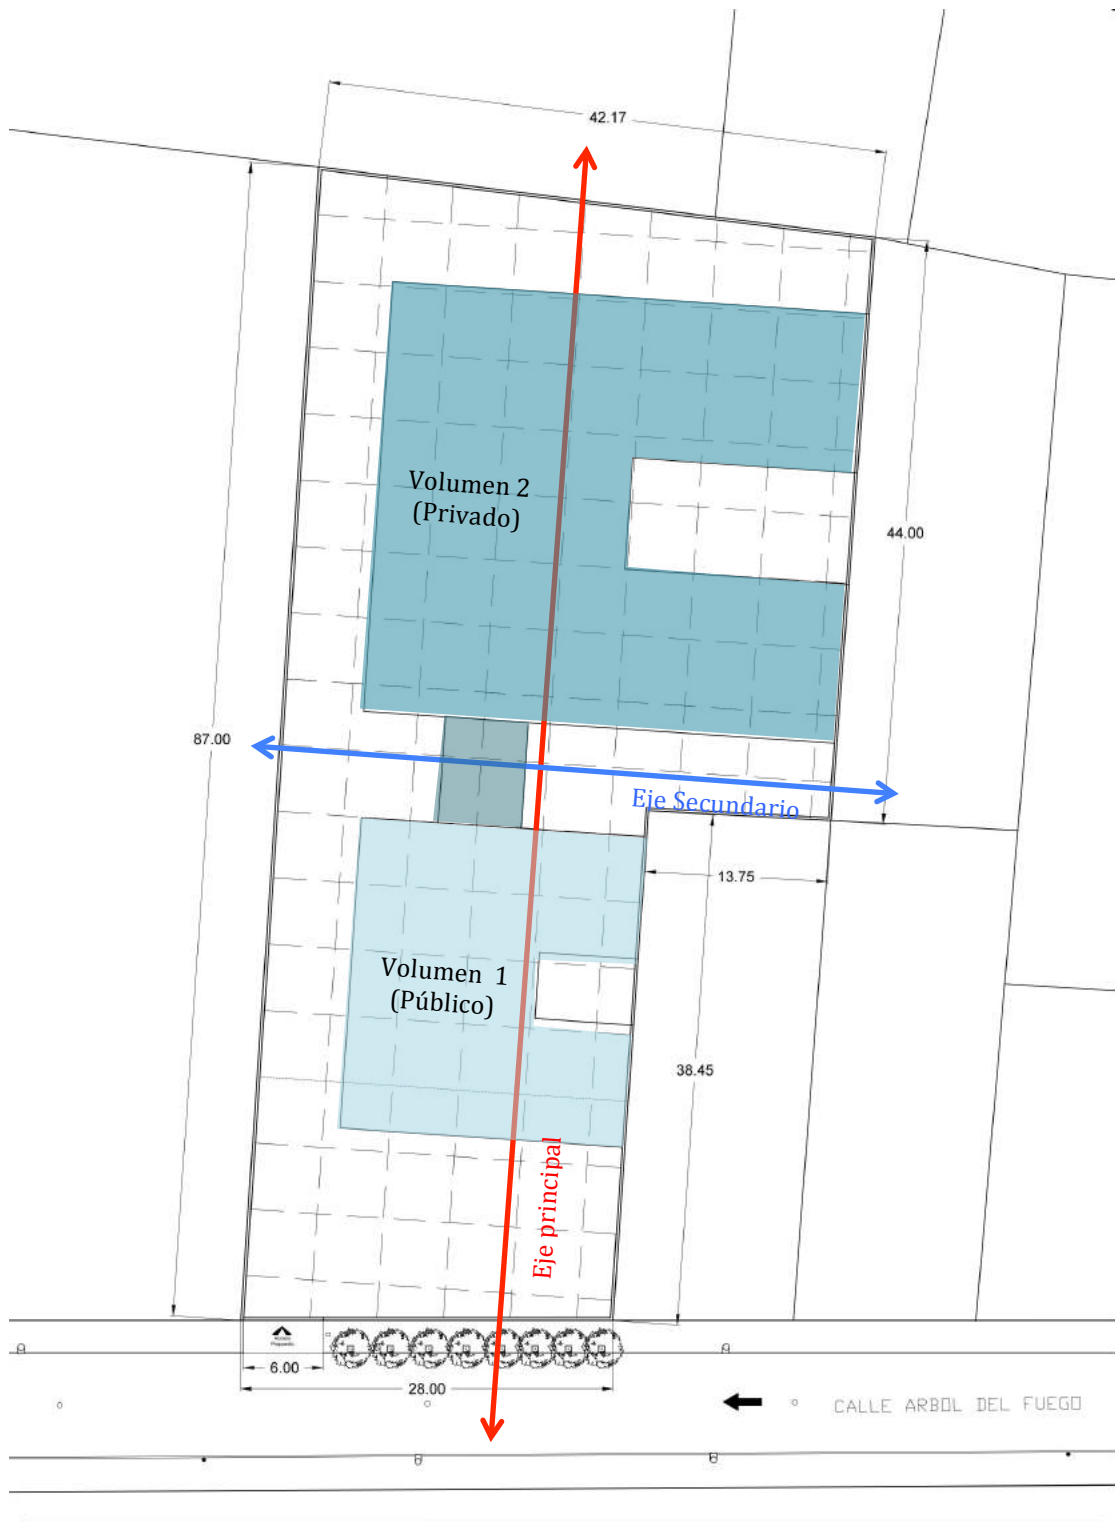 42.17
Volumen 2
(Privado)
44.00
87.00
Eje Secundario
13.75
Volumen 1
(Público)
38.45
Eje principal
6.00
28.00
CALLE ARBOL DEL FUEGO